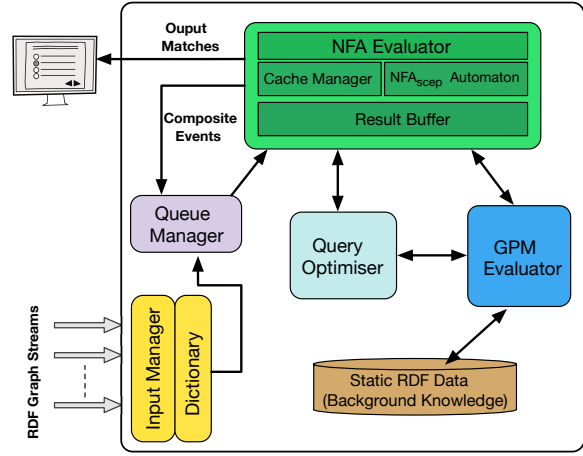 Ouput
Matches
NFA Evaluator
Cache Manager
NFAscep Automaton
Result Buffer
Composite
Events
Queue
Manager
Query
Optimiser
GPM
Evaluator
RDF Graph Streams
Input Manager
Dictionary
Static RDF Data
(Background Knowledge)